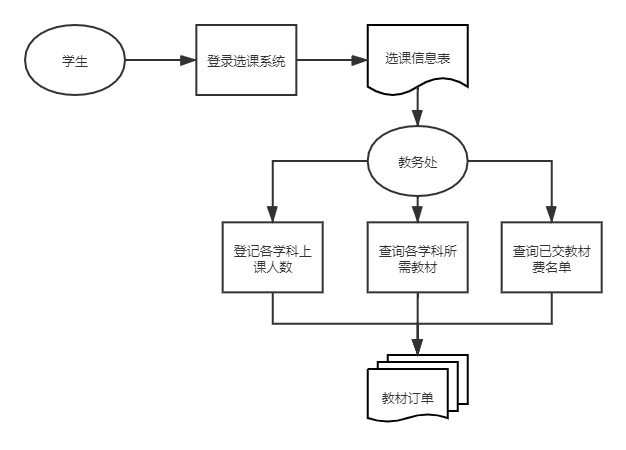 学生
登录选课系统
选课信息表
教务处
登记各学科上
课人数
查询各学科所
需教材
查询已交教材
费名单
教材订单